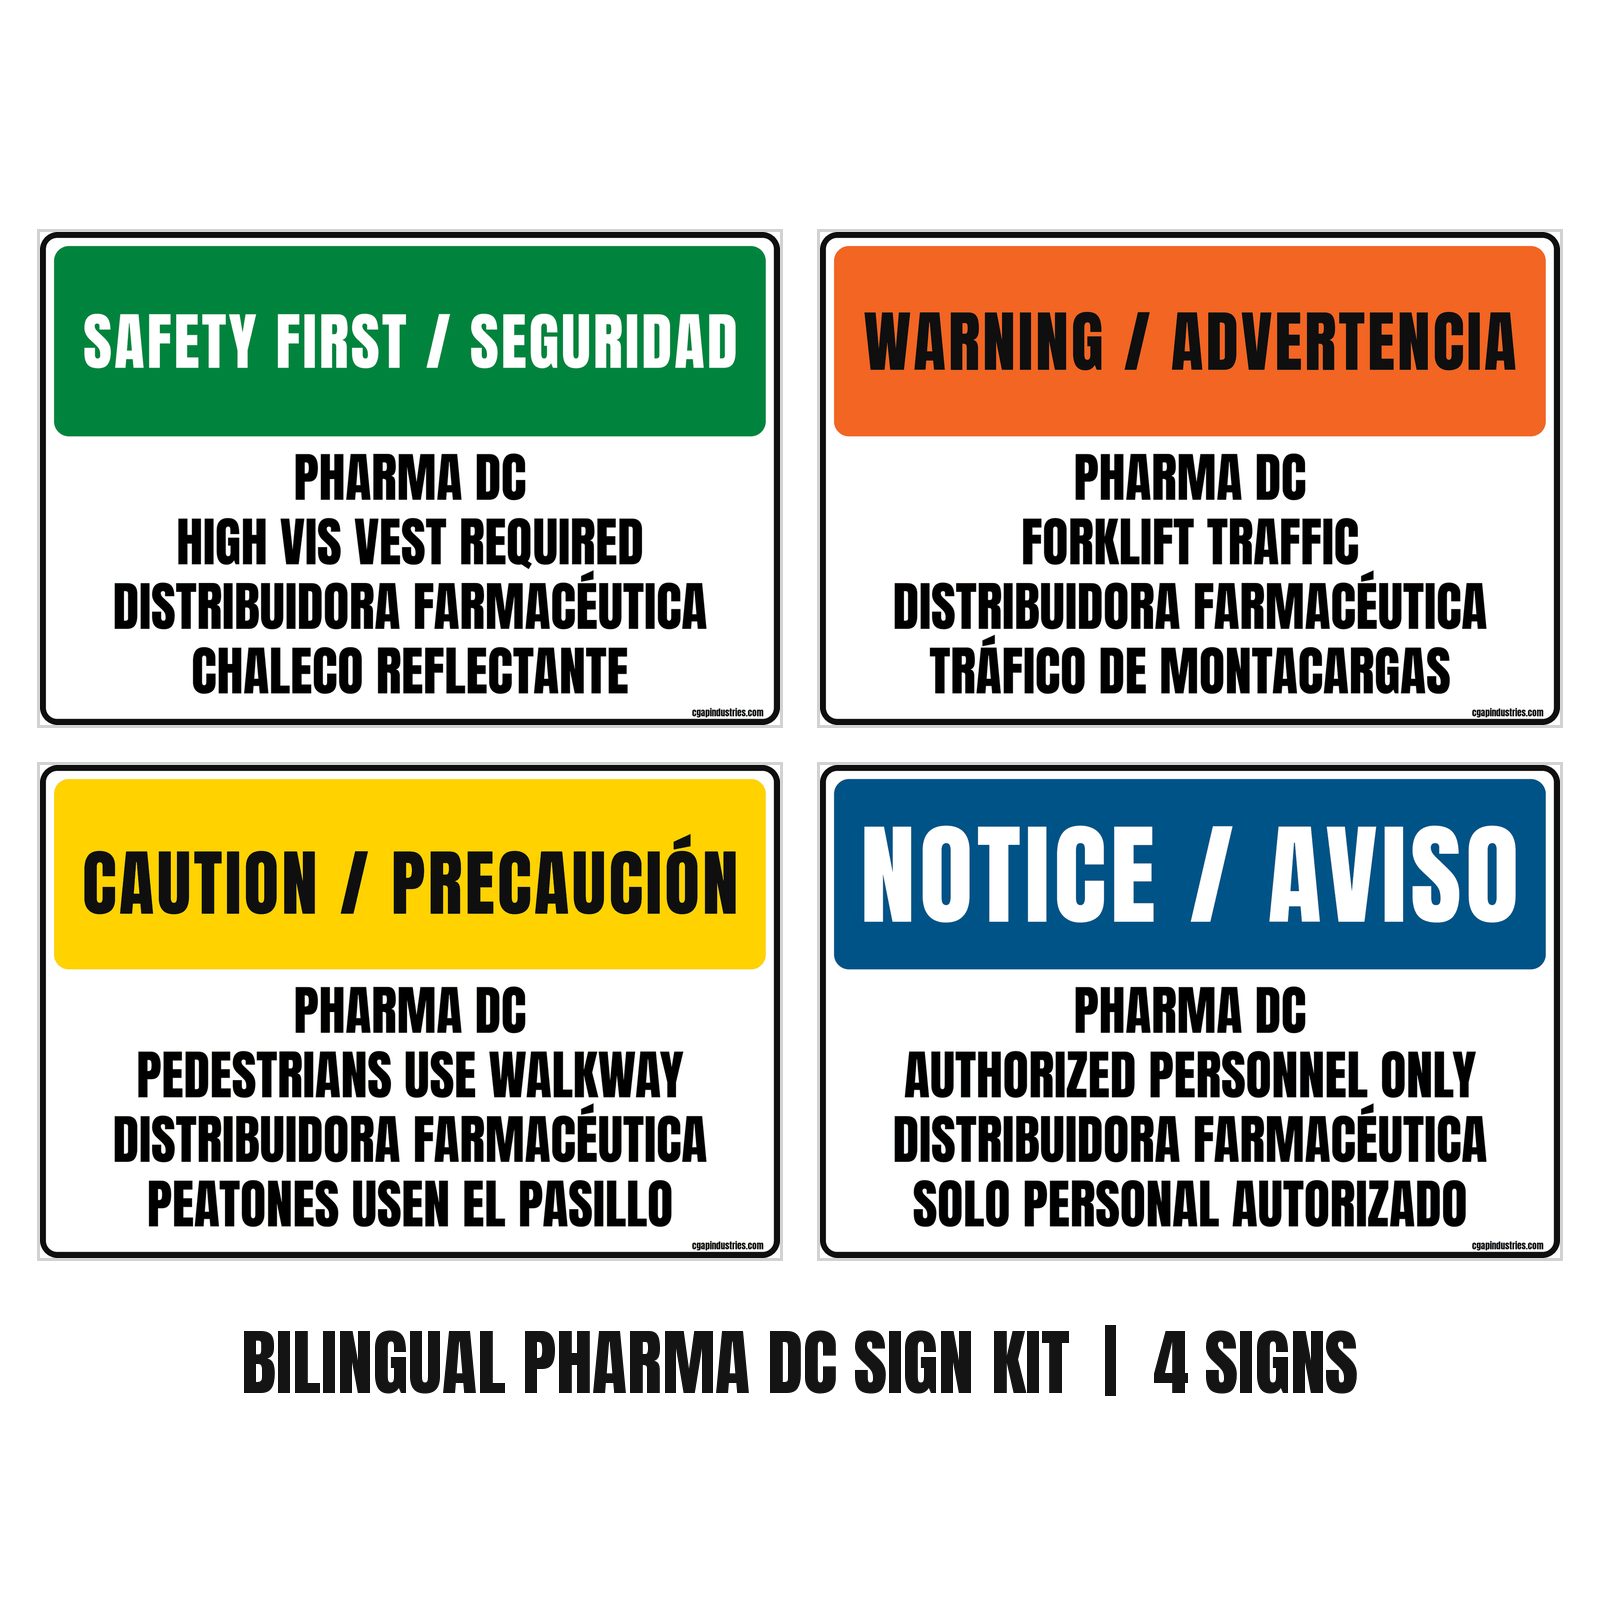 SAFETY FIRST / SEGURIDAD
PHARMA DC
HIGH VIS VEST REQUIRED
DISTRIBUIDORA FARMACÉUTICA
CHALECO REFLECTANTE
cgapindustries.com
WARNING / ADVERTENCIA
PHARMA DC
FORKLIFT TRAFFIC
DISTRIBUIDORA FARMACÉUTICA
TRÁFICO DE MONTACARGAS
cgapindustries.com
CAUTION / PRECAUCIÓN
PHARMA DC
PEDESTRIANS USE WALKWAY
DISTRIBUIDORA FARMACÉUTICA
PEATONES USEN EL PASILLO
cgapindustries.com
NOTICE / AVISO
PHARMA DC
AUTHORIZED PERSONNEL ONLY
DISTRIBUIDORA FARMACÉUTICA
SOLO PERSONAL AUTORIZADO
cgapindustries.com
BILINGUAL PHARMA DC SIGN KIT | 4 SIGNS